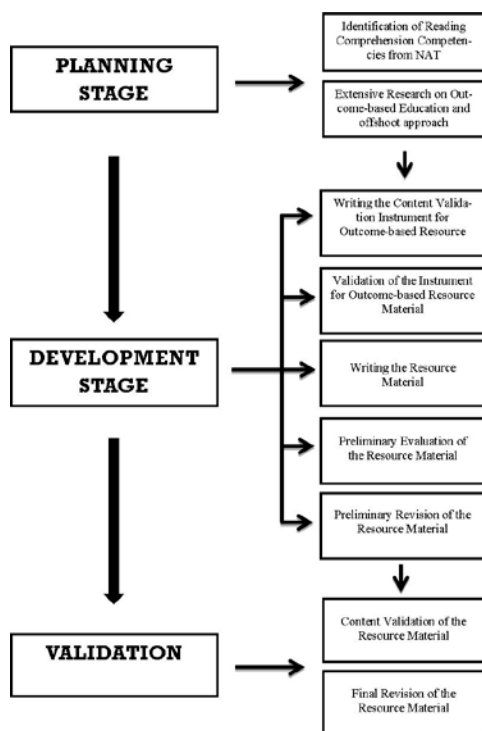 PLANNING
STAGE
Identification of Reading
Comprehension Competen-
cies from NAT
Extensive Research on Out-
come-based Education and
offshoot approach
Writing the Content Valida-
tion Instrument for
Outcome-based Resource
Validation of the Instrument
for Outcome-based Resource
Material
DEVELOPMENT
STAGE
Writing the Resource
Material
Preliminary Evaluation of
the Resource Material
Preliminary Revision of the
Resource Material
VALIDATION
Content Validation of the
Resource Material
Final Revision of the
Resource Material